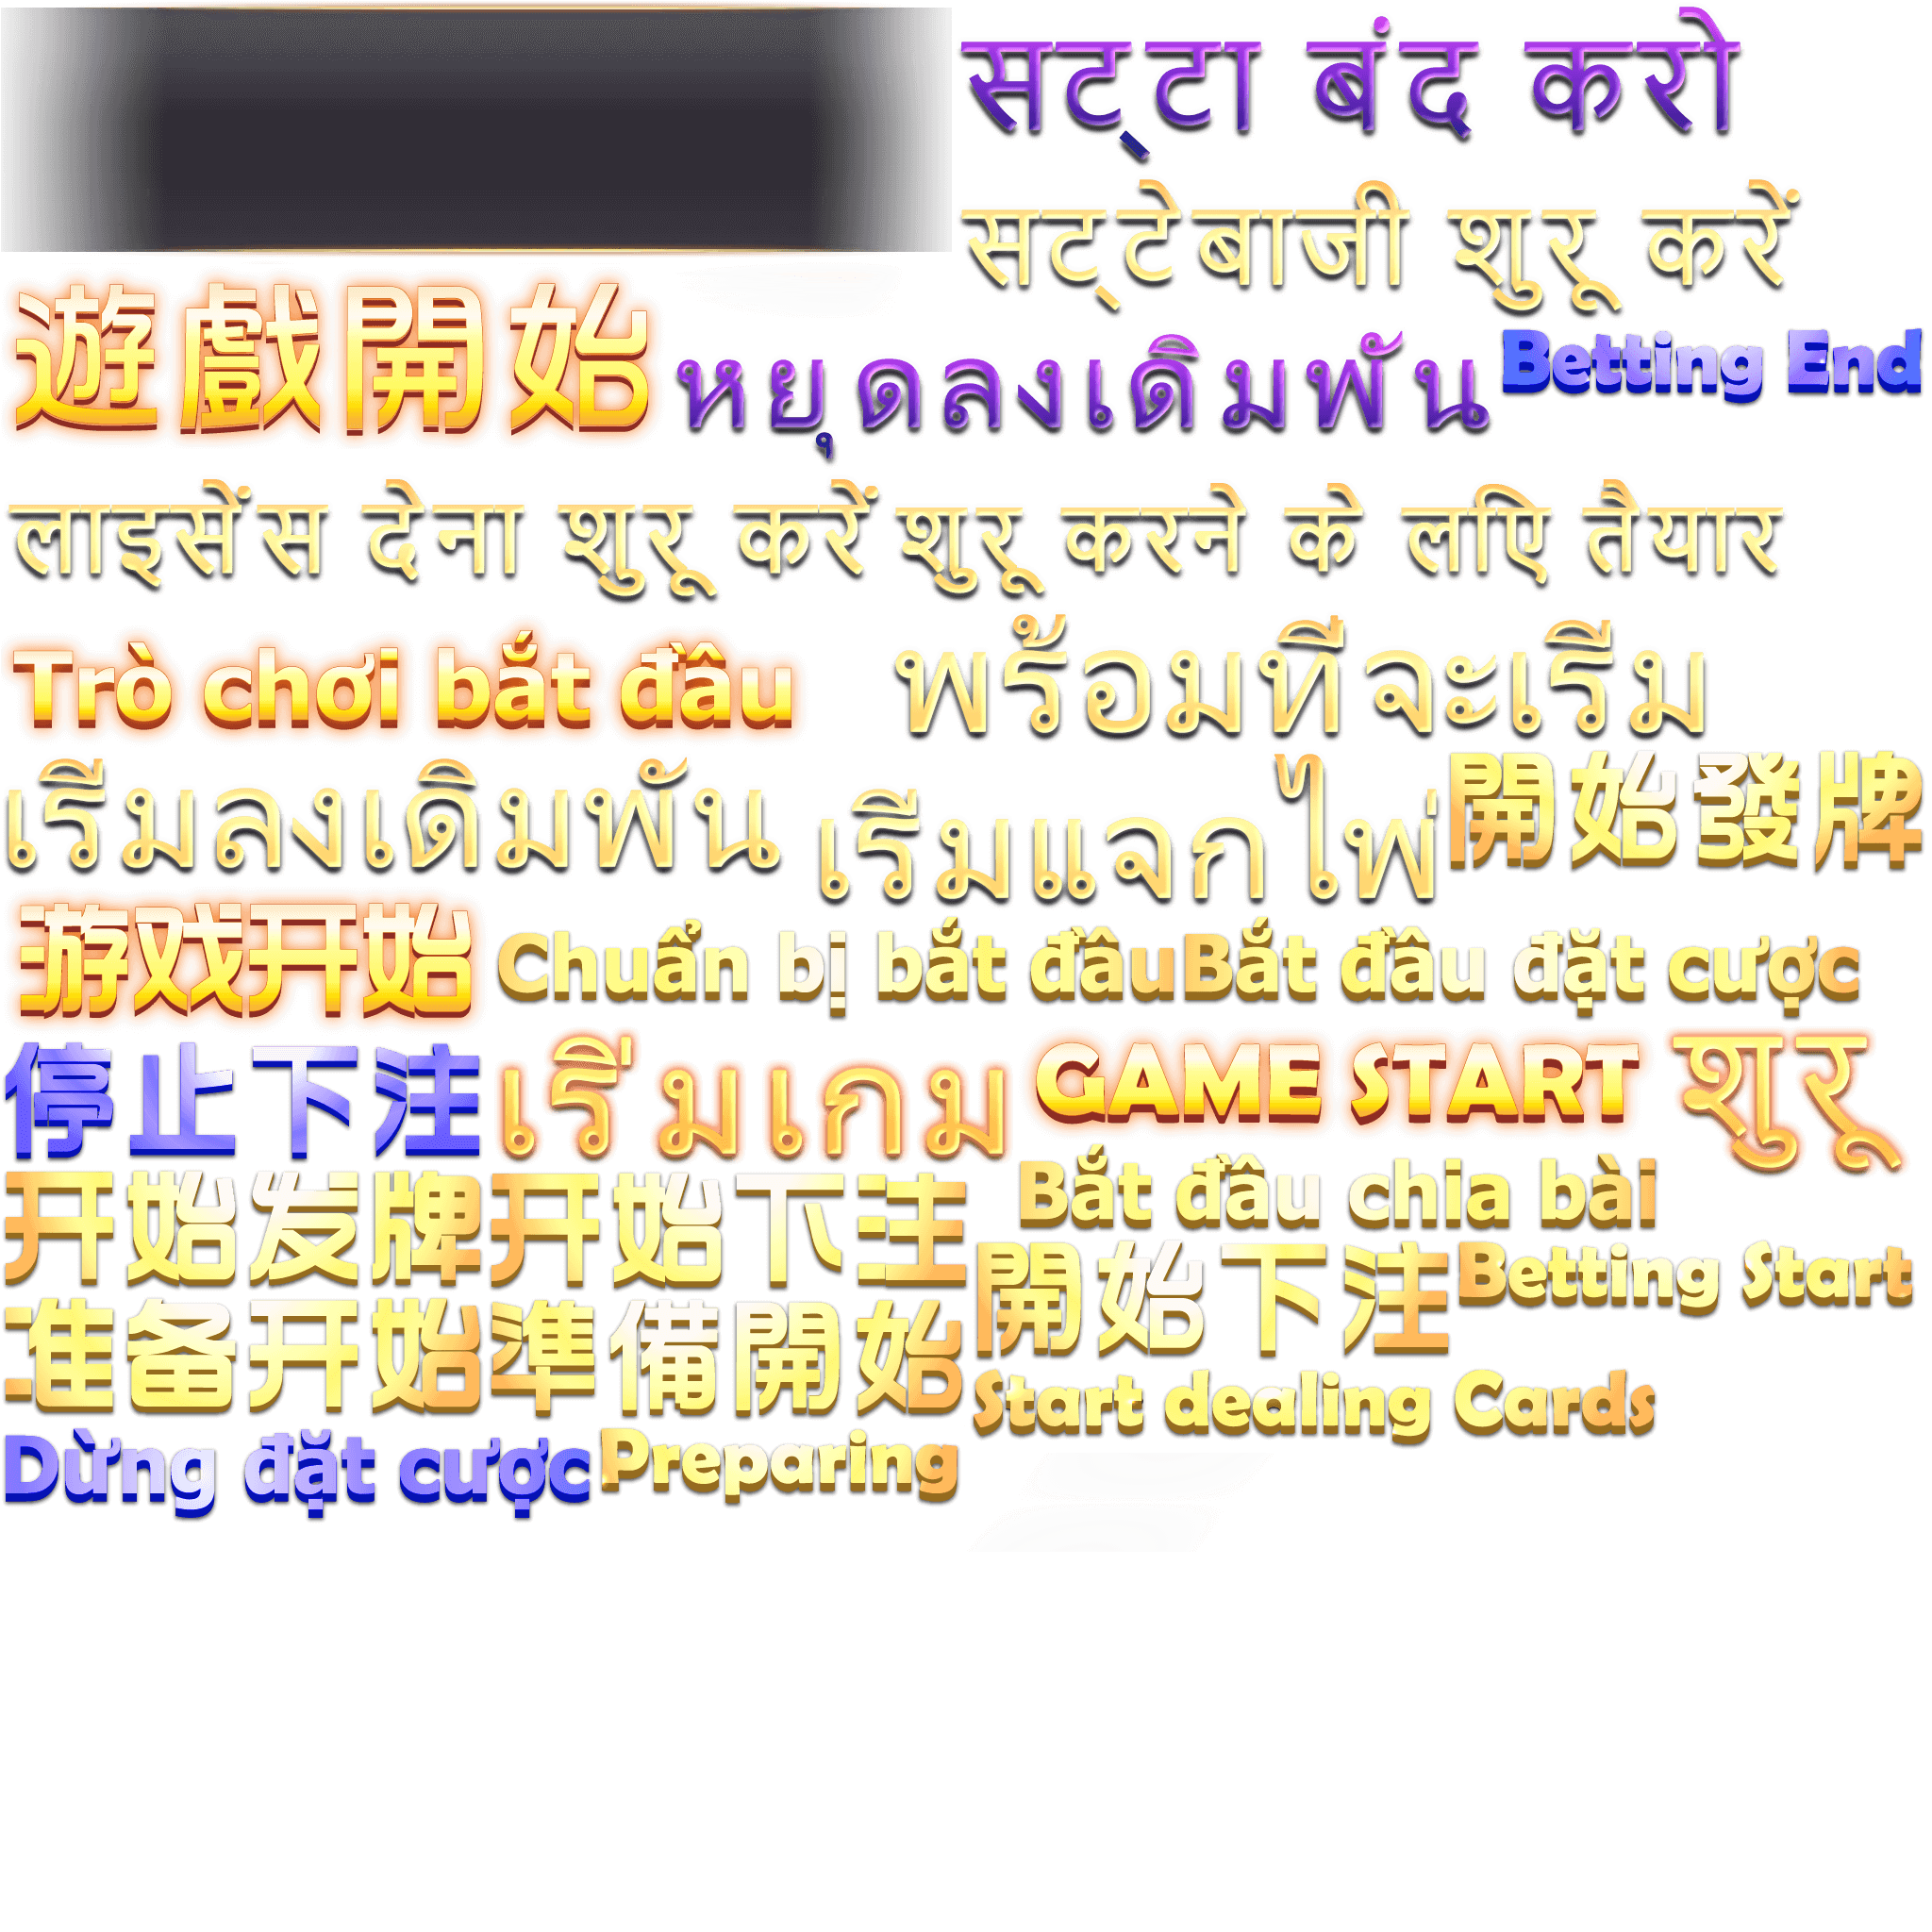 सट्टा बंद करो
सट्टेबाजी शुरू करें
遊戲開始
หยุดลงเดิมพัน
Betting End
लाइसेंस देना शुरू करें
शुरू करने के लिए तैयार
Trò chơi bắt đầu
พร้อมที่จะเริ่ม
เริ่มลงเดิมพัน
เริ่มแจกไพ่
開始發牌
游戏开始
Chuẩn bị bắt đầu
Bắt đầu đặt cược
停止下注
เริ่มเกม
GAME START
शुरू
开始发牌
开始下注
Bắt đầu chia bài
開始下注
Betting Start
准备开始
準備開始
Start dealing Cards
Dừng đặt cược
Preparing